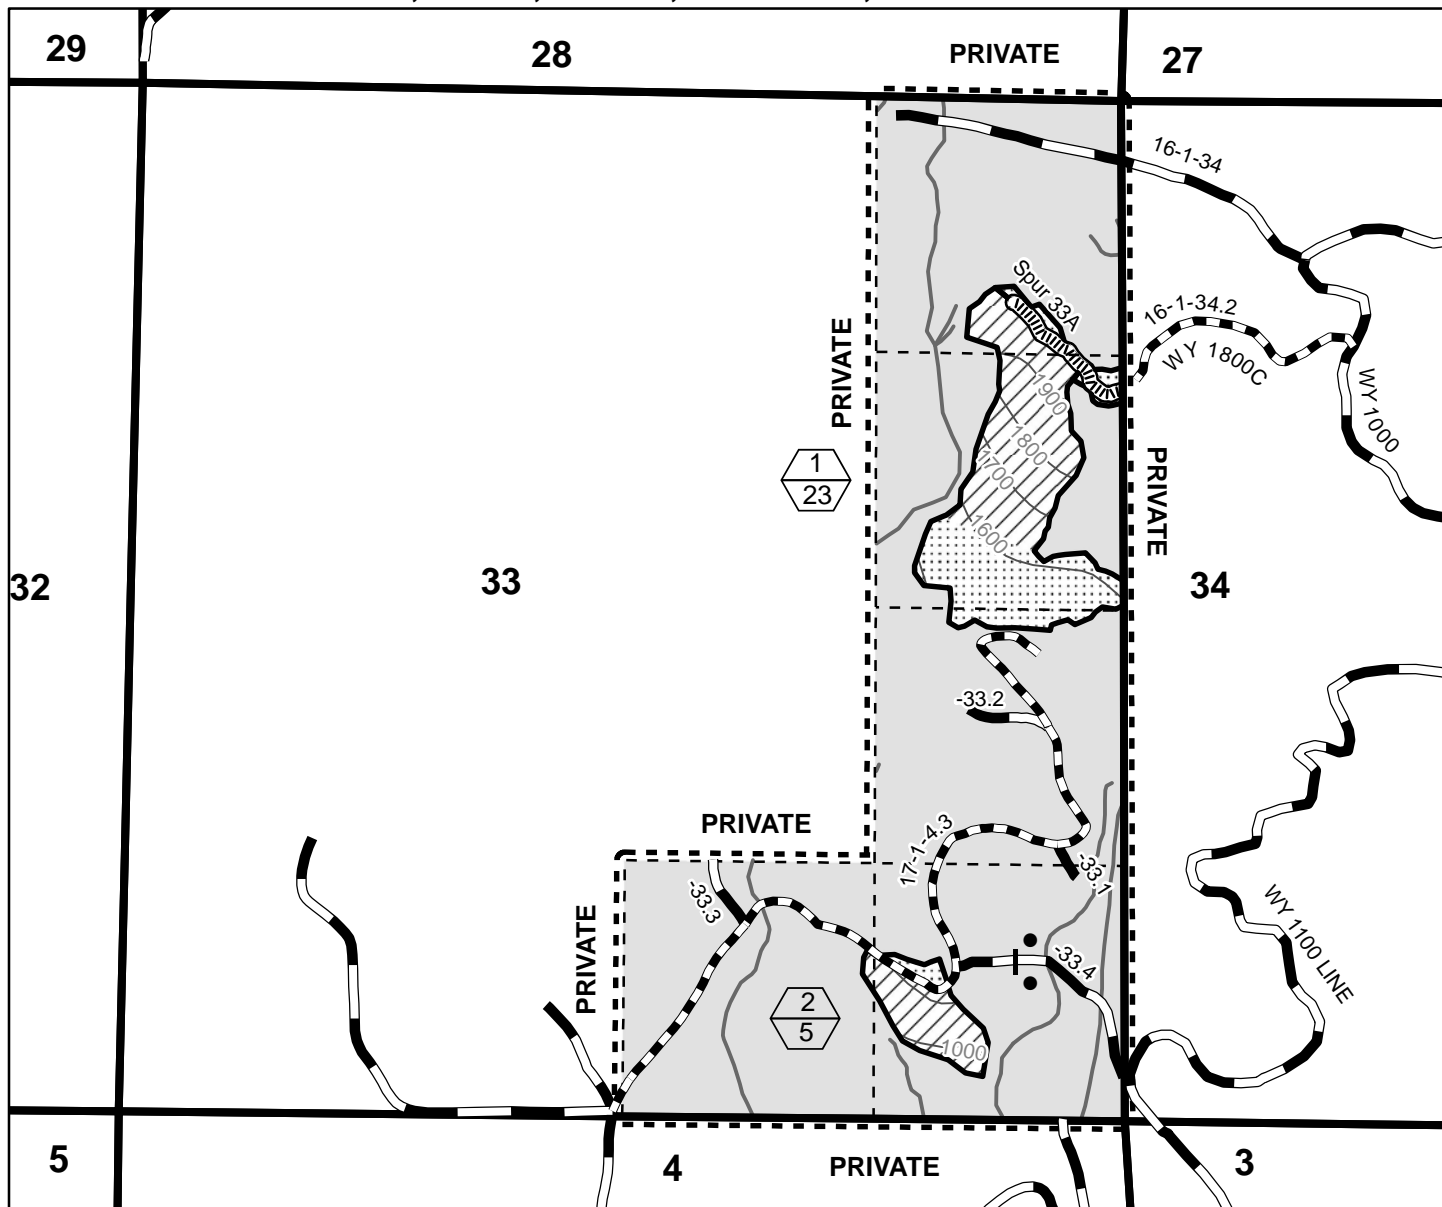 29
28
PRIVATE
27
16-1-34
Spur 33A
16-1-34.2
WY 1800C
PRIVATE
1900
WY 1000
1800
1
23
1700
PRIVATE
1600
32
33
34
-33.2
PRIVATE
17-1-4.3
-33.1
-33.3
PRIVATE
-33.4
WY 1100 LINE
2
5
1000
5
4
PRIVATE
3